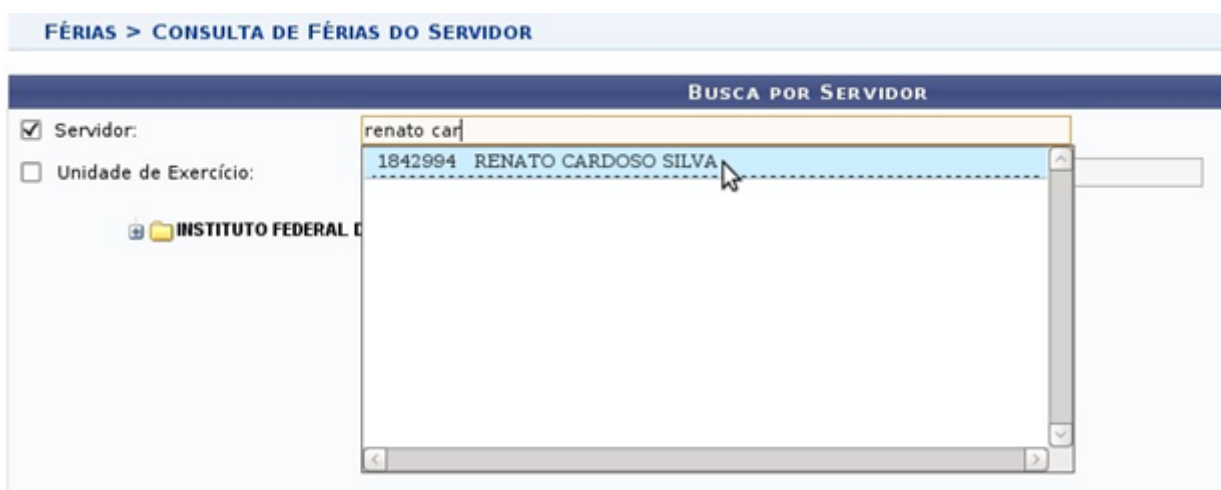 FÉRIAS > CONSULTA DE FÉRIAS DO SERVIDOR
BUSCA POR SERVIDOR
Servidor: renato car
1842994 RENATO CARDOSO SILVA
Unidade de Exercício:
INSTITUTO FEDERAL